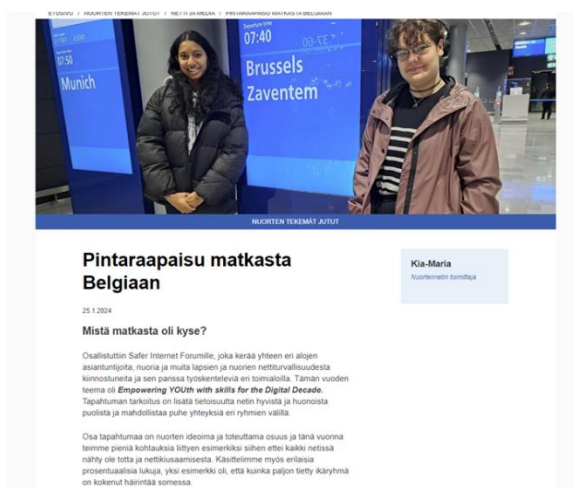 ETUSIVU / NUORTEN TEKEMÄT JUTUT / NETTI JA MEDIA / PINTARAAPAISU MATKASTA BELGIAAN
Departure time
07:50
Munich
Departure time
07:40
Brussels
Zaventem
NUORTEN TEKEMÄT JUTUT
Pintaraapaisu matkasta
Belgiaan
Kia-Maria
Nuortennetin toimittaja
25.1.2024
Mistä matkasta oli kyse?
Osallistuttiin Safer Internet Forumille, joka kerää yhteen eri alojen
asiantuntijoita, nuoria ja muita lapsien ja nuorien nettiturvallisuudesta
kiinnostuneita ja sen parissa työskenteleviä eri toimialoilla. Tämän vuoden
teema oli Empowering YOUth with skills for the Digital Decade.
Tapahtuman tarkoitus on lisätä tietoisuutta netin hyvistä ja huonoista
puolista ja mahdollistaa puhe yhteyksiä eri ryhmien välillä.
Osa tapahtumaa on nuorten ideoima ja toteuttama osuus ja tänä vuonna
teimme pieniä kohtauksia liittyen esimerkiksi siihen ettei kaikki netissä
nähty ole totta ja nettikiusaamisesta. Käsittelimme myös erilaisia
prosentuaalisia lukuja, yksi esimerkki oli, että kuinka paljon tietty ikäryhmä
on kokenut häirintää somessa.